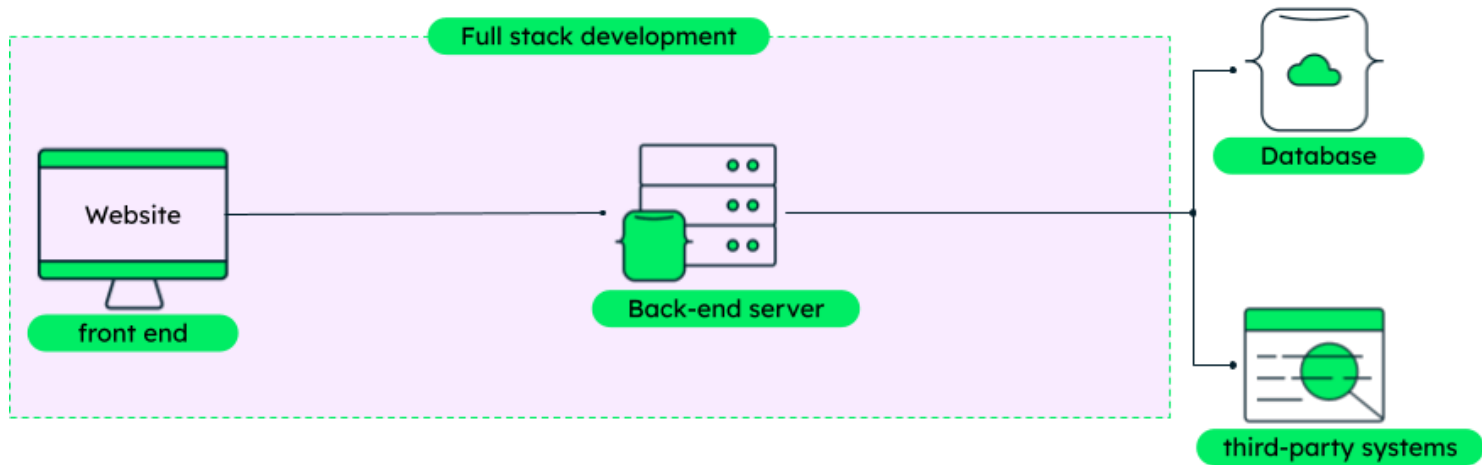 Full stack development
Website
front end
Back-end server
Database
third-party systems